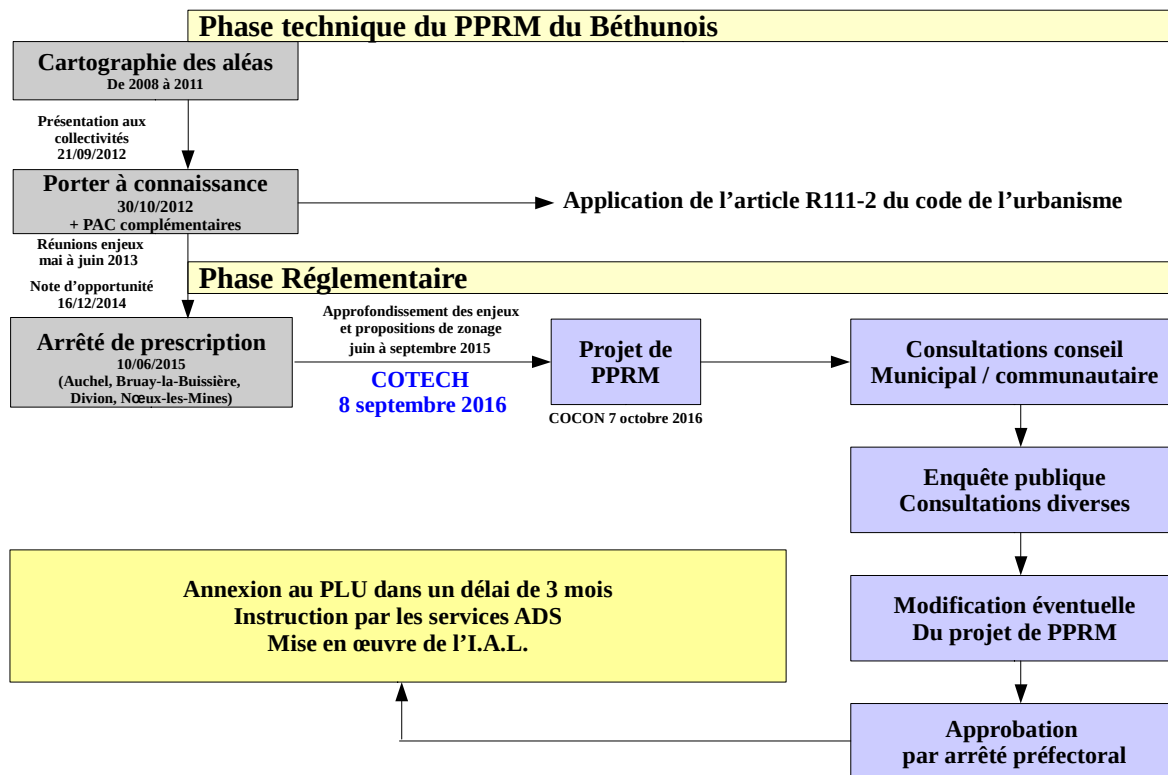 Phase technique du PPRM du Béthunois
Cartographie des aléas
De 2008 à 2011
Présentation aux
collectivités
21/09/2012
Porter à connaissance
30/10/2012
+ PAC complémentaires
Application de l'article R111-2 du code de l'urbanisme
Réunions enjeux
mai à juin 2013
Note d'opportunité
16/12/2014
Phase Réglementaire
Arrêté de prescription
10/06/2015
(Auchel, Bruay-la-Buissière,
Divion, Nœux-les-Mines)
Approfondissement des enjeux
et propositions de zonage
juin à septembre 2015
COTECH
8 septembre 2016
Projet de
PPRM
COCON 7 octobre 2016
Consultations conseil
Municipal / communautaire
Enquête publique
Consultations diverses
Modification éventuelle
Du projet de PPRM
Approbation
par arrêté préfectoral
Annexion au PLU dans un délai de 3 mois
Instruction par les services ADS
Mise en œuvre de l'I.A.L.